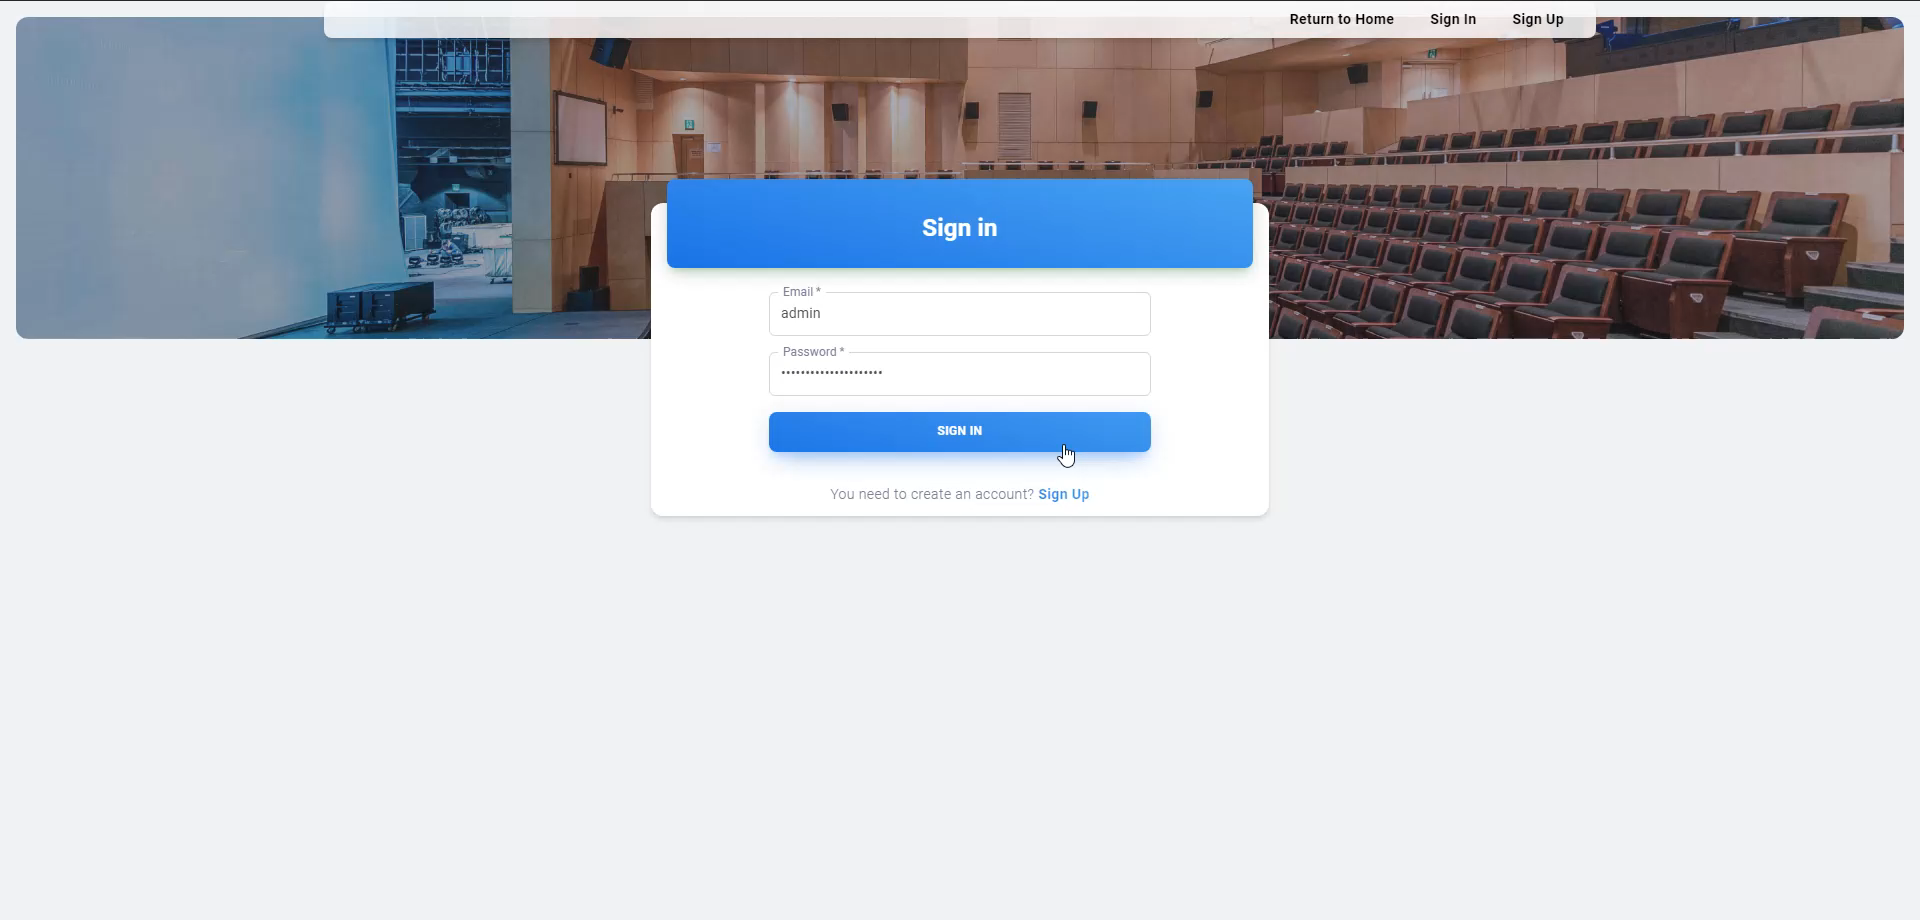 Return to Home Sign In Sign Up
Sign in
Email *
admin
Password *
•••••••••••••••••••••
SIGN IN
You need to create an account? Sign Up